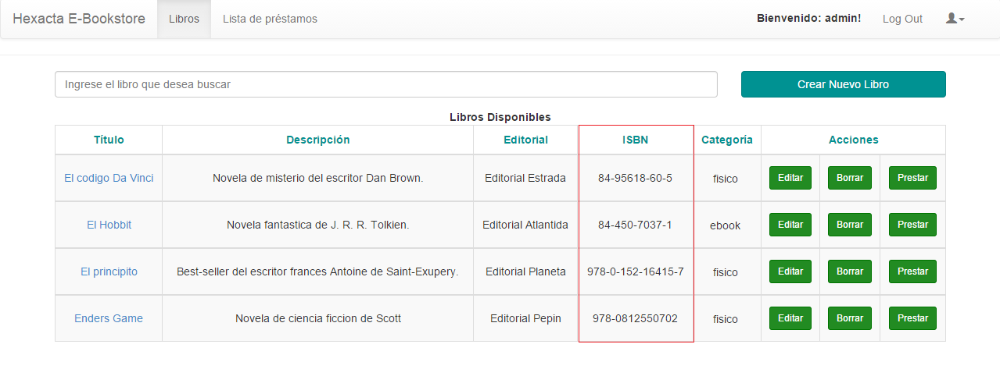 Hexacta E-Bookstore Libros Lista de préstamos Bienvenido: admin! Log Out
Ingrese el libro que desea buscar Crear Nuevo Libro
Libros Disponibles
Título Descripción Editorial ISBN Categoría Acciones
El codigo Da Vinci Novela de misterio del escritor Dan Brown. Editorial Estrada 84-95618-60-5 fisico Editar Borrar Prestar
El Hobbit Novela fantastica de J. R. R. Tolkien. Editorial Atlantida 84-450-7037-1 ebook Editar Borrar Prestar
El principito Best-seller del escritor frances Antoine de Saint-Exupery. Editorial Planeta 978-0-152-16415-7 fisico Editar Borrar Prestar
Enders Game Novela de ciencia ficcion de Scott Editorial Pepin 978-0812550702 fisico Editar Borrar Prestar